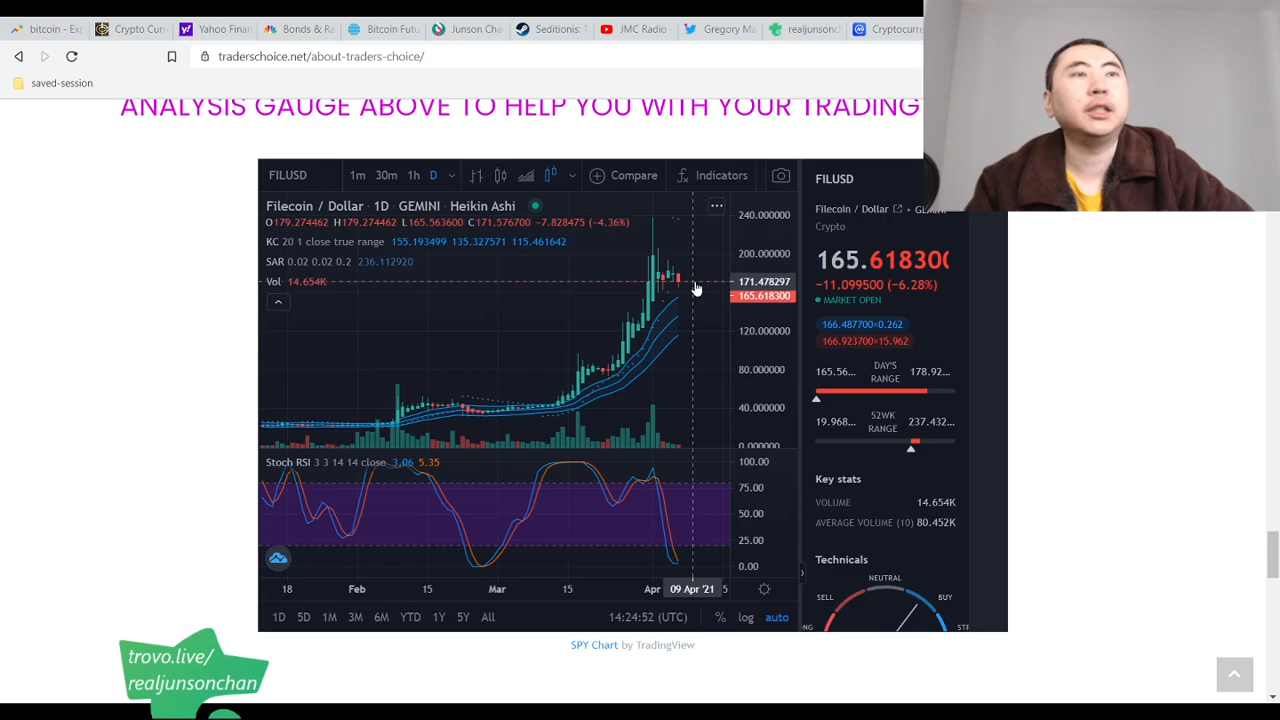 bitcoin - Exp
Crypto Curr
Yahoo Finan
Bonds & R
Bitcoin Futu
Junson Chan
Seditionis: T
JMC Radio
Gregory Ma
realjunsonc
Cryptocurre
traderschoice.net/about-traders-choice/
saved-session
ANALYSIS GAUGE ABOVE TO HELP YOU WITH YOUR TRADING
FILUSD 1m 30m 1h D Compare Indicators
FILUSD
Filecoin / Dollar • 1D • GEMINI • Heikin Ashi
O179.274462 H179.274462 L165.563600 C171.576700 −7.828475 (−4.36%)
KC 20 1 close true range 155.193499 135.327571 115.461642
SAR 0.02 0.02 0.2 236.112920
Vol 14.654K
240.000000
200.000000
171.478297
165.618300
120.000000
80.000000
40.000000
0.000000
Stoch RSI 3 3 14 14 close 3.06 5.35
100.00
75.00
50.00
25.00
0.00
18 Feb 15 Mar 15 Apr 09 Apr '21 5
1D 5D 1M 3M 6M YTD 1Y 5Y All 14:24:52 (UTC) % log auto
Filecoin / Dollar • GEMINI
Crypto
165.618300
−11.099500 (−6.28%)
MARKET OPEN
166.487700×0.262
166.923700×15.962
165.56... DAY'S RANGE 178.92...
19.968... 52WK RANGE 237.432...
Key stats
VOLUME 14.654K
AVERAGE VOLUME (10) 80.452K
Technicals
NEUTRAL
SELL BUY
SPY Chart by TradingView
trovo.live/
realjunsonchan